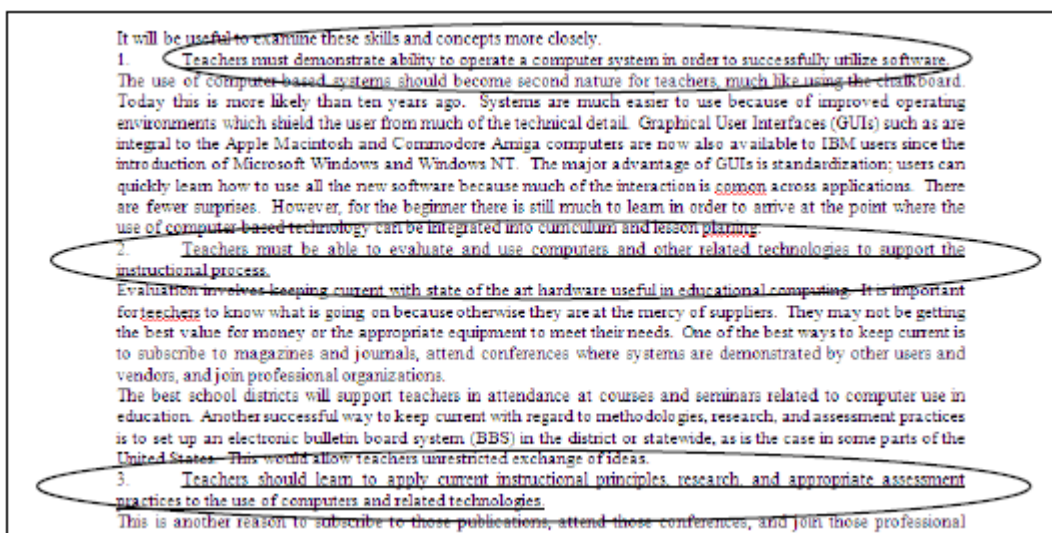 It will be useful to examine these skills and concepts more closely.
1. Teachers must demonstrate ability to operate a computer system in order to successfully utilize software.
The use of computer based systems should become second nature for teachers, much like using the chalkboard.
Today this is more likely than ten years ago. Systems are much easier to use because of improved operating
environments which shield the user from much of the technical detail. Graphical User Interfaces (GUIs) such as are
integral to the Apple Macintosh and Commodore Amiga computers are now also available to IBM users since the
introduction of Microsoft Windows and Windows NT. The major advantage of GUIs is standardization; users can
quickly learn how to use all the new software because much of the interaction is comon across applications. There
are fewer surprises. However, for the beginner there is still much to learn in order to arrive at the point where the
use of computer based technology can be integrated into curriculum and lesson planing.
2. Teachers must be able to evaluate and use computers and other related technologies to support the
instructional process.
Evaluation involves keeping current with state of the art hardware useful in educational computing. It is important
for teechers to know what is going on because otherwise they are at the mercy of suppliers. They may not be getting
the best value for money or the appropriate equipment to meet their needs. One of the best ways to keep current is
to subscribe to magazines and journals, attend conferences where systems are demonstrated by other users and
vendors, and join professional organizations.
The best school districts will support teachers in attendance at courses and seminars related to computer use in
education. Another successful way to keep current with regard to methodologies, research, and assessment practices
is to set up an electronic bulletin board system (BBS) in the district or statewide, as is the case in some parts of the
United States. This would allow teachers unrestricted exchange of ideas.
3. Teachers should learn to apply current instructional principles, research, and appropriate assessment
practices to the use of computers and related technologies.
This is another reason to subscribe to those publications, attend those conferences, and join those professional